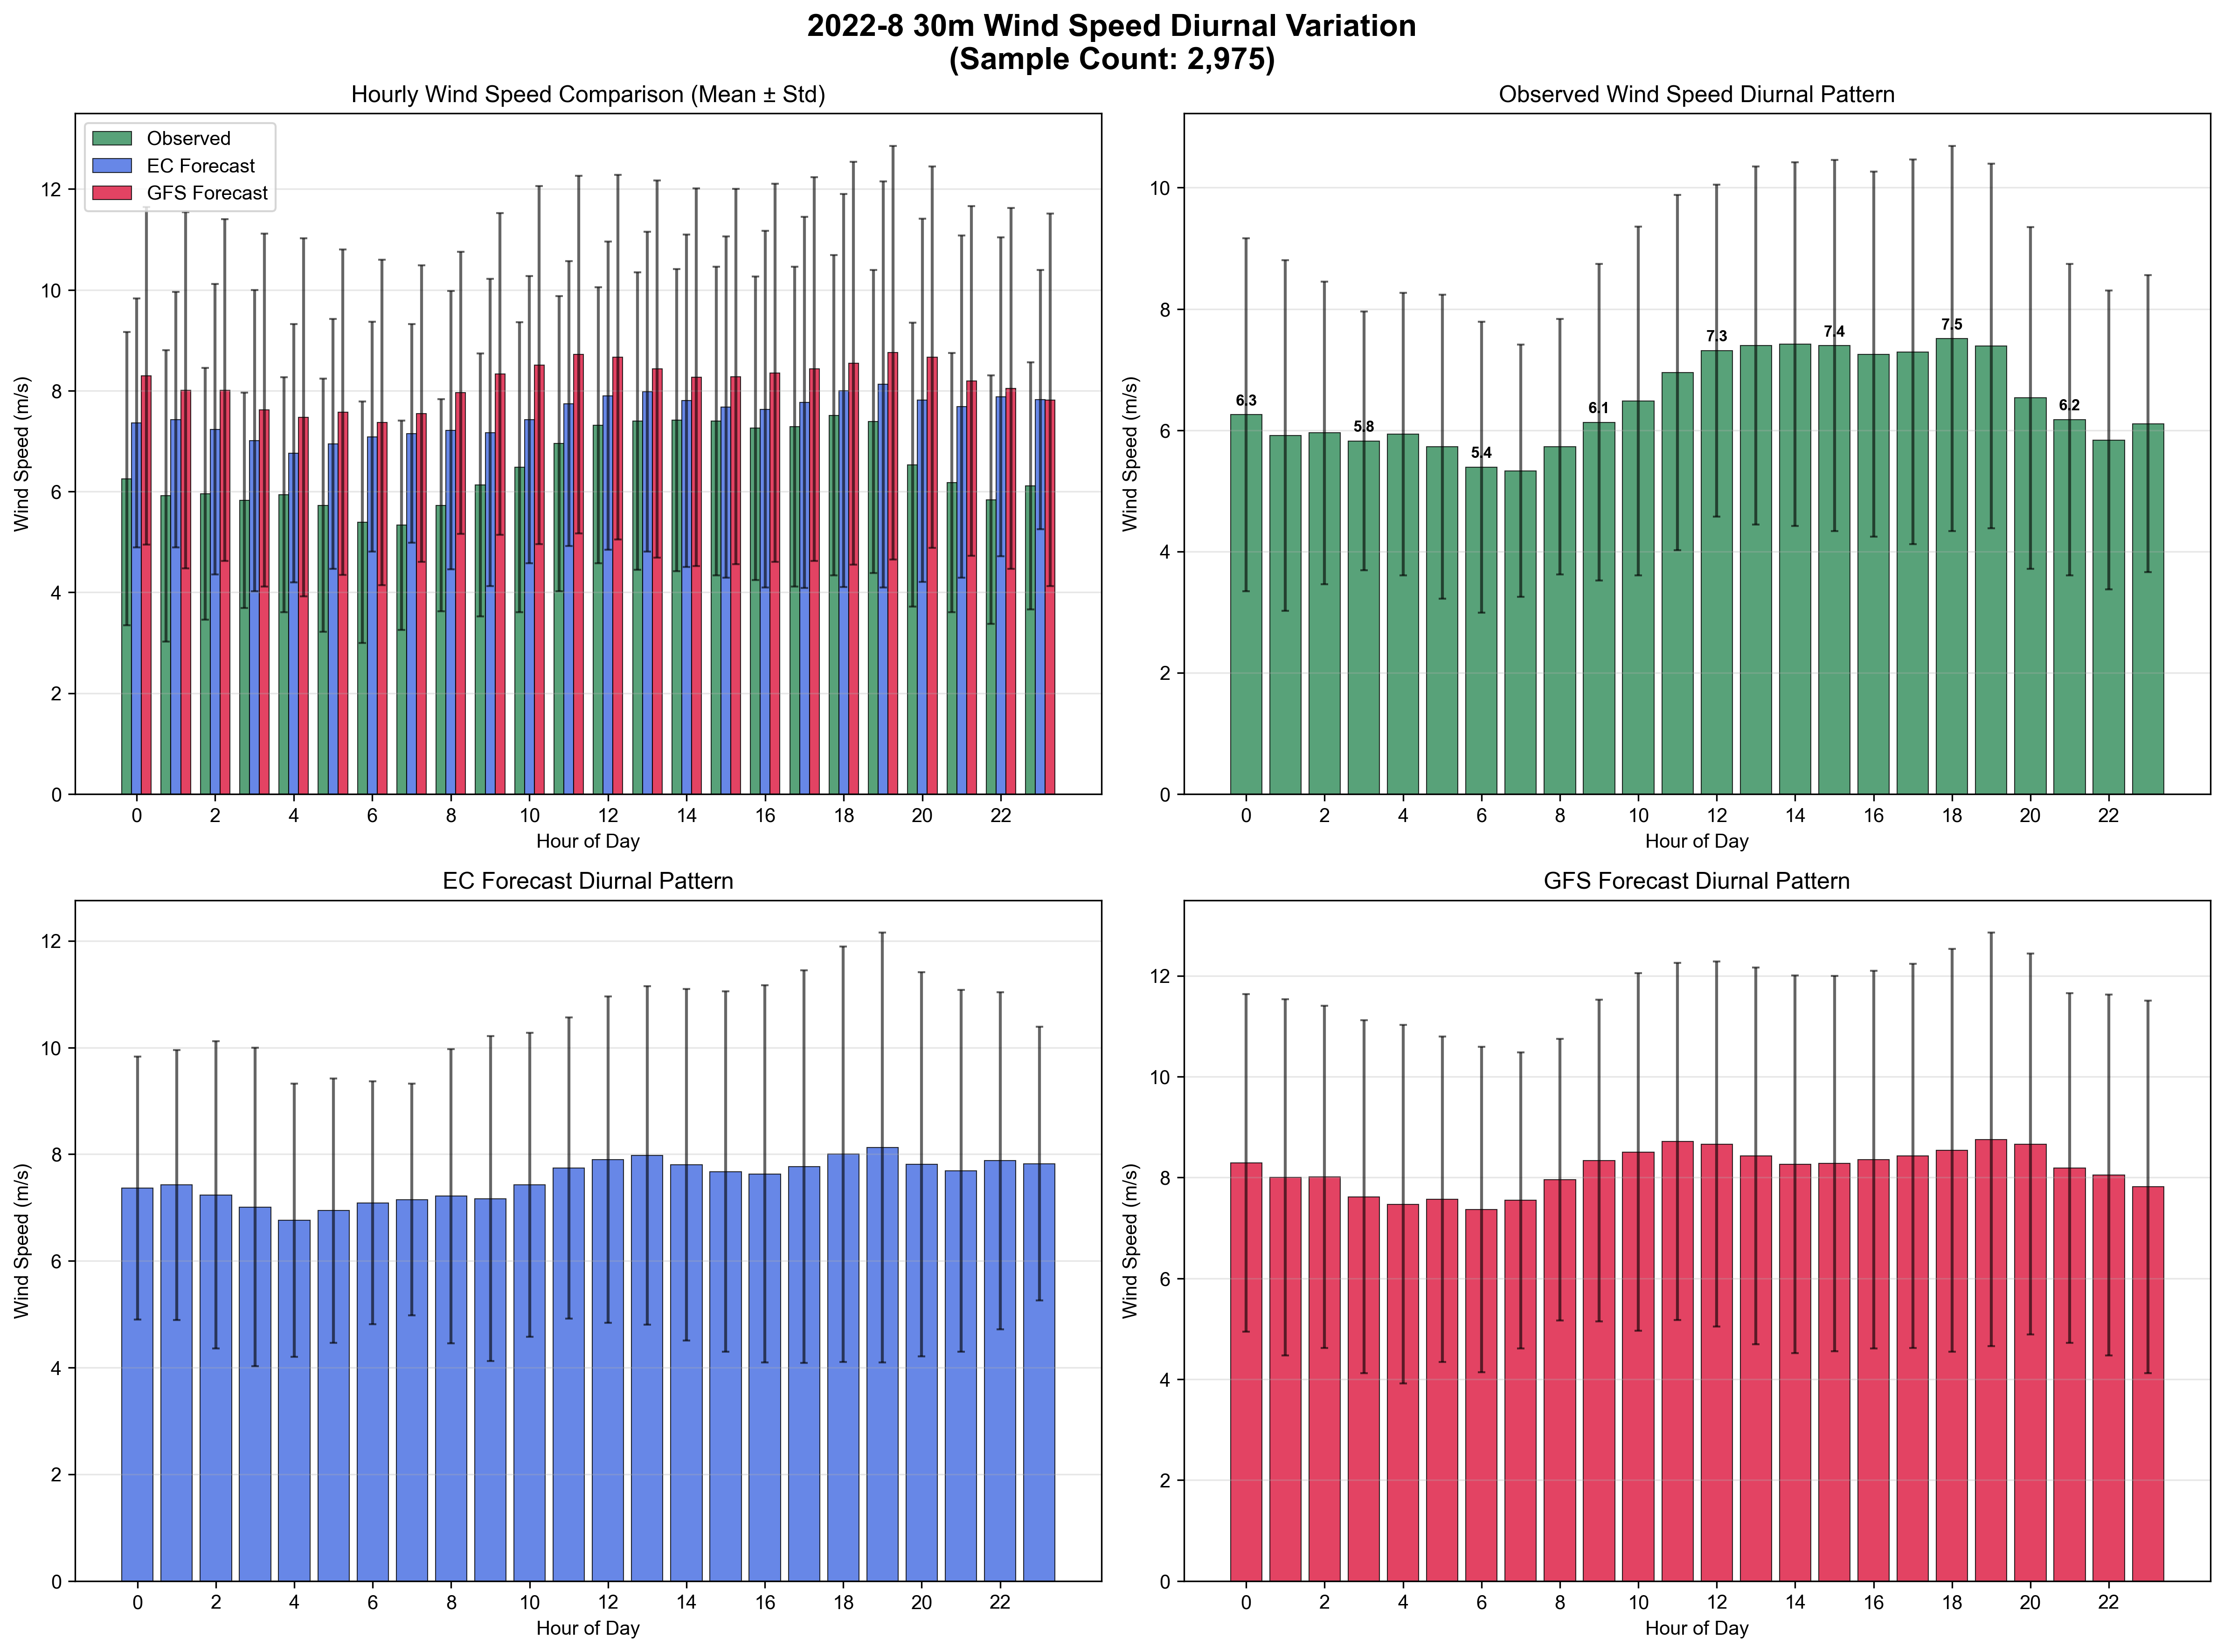 2022-8 30m Wind Speed Diurnal Variation
(Sample Count: 2,975)
Hourly Wind Speed Comparison (Mean ± Std)
Observed
EC Forecast
GFS Forecast
Wind Speed (m/s)
12
10
8
6
4
2
0
0 2 4 6 8 10 12 14 16 18 20 22
Hour of Day
Observed Wind Speed Diurnal Pattern
Wind Speed (m/s)
10
8
6
4
2
0
6.3 5.8 5.4 6.1 7.3 7.4 7.5 6.2
0 2 4 6 8 10 12 14 16 18 20 22
Hour of Day
EC Forecast Diurnal Pattern
Wind Speed (m/s)
12
10
8
6
4
2
0
0 2 4 6 8 10 12 14 16 18 20 22
Hour of Day
GFS Forecast Diurnal Pattern
Wind Speed (m/s)
12
10
8
6
4
2
0
0 2 4 6 8 10 12 14 16 18 20 22
Hour of Day